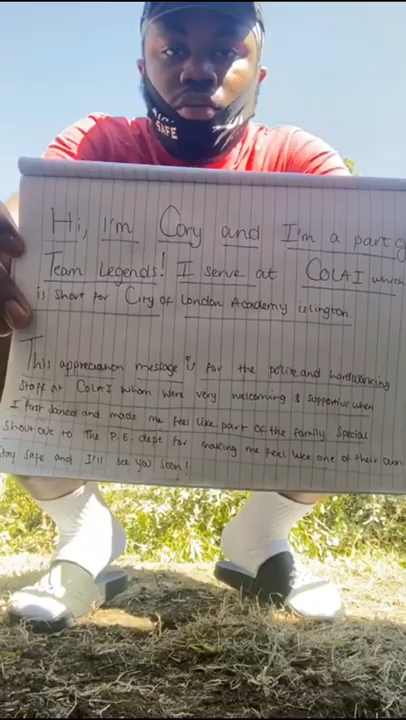 SAFE
Hi, I'm Cory and I'm a part of
Team Legends! I serve at COLAI which
is short for City of London Academy islington.
This appreciation message is for the polite and hardworking
staff at COLAI whom were very welcoming & supportive when
I first Joined and made me feel like part of the family. Special
shout out to the P.E. dept for making me feel like one of their own
stay safe and I'll see you soon!